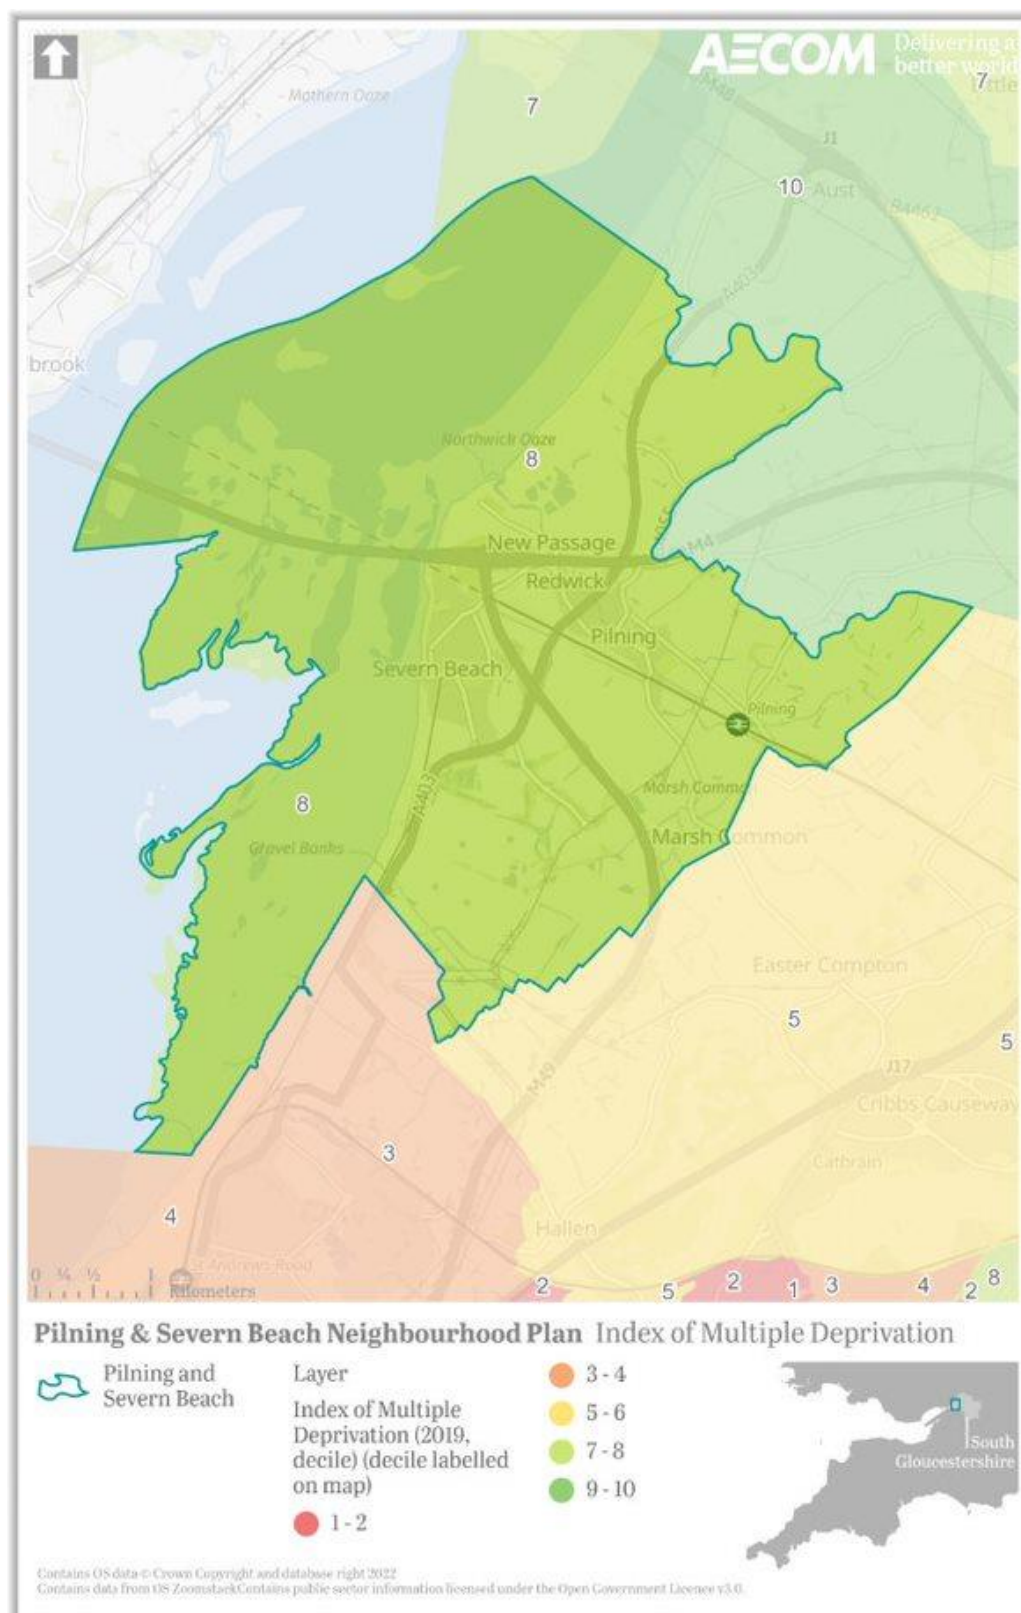 AECOM
Delivering a
better world
Mathern Ooze
7
7
M48
J1
10
Aust
B4461
A403
brook
Northwick Ooze
8
New Passage
M4
Redwick
Pilning
Severn Beach
Pilning
8
A403
Marsh Common
Gravel Banks
Marsh Common
Easter Compton
5
5
M49
J17
Cribbs Causeway
3
Catbrain
4
Hallen
St Andrews Road
0 ¼ ½ 1
Kilometers
2
5
2
1
3
4
2
8
Pilning & Severn Beach Neighbourhood Plan Index of Multiple Deprivation
Pilning and
Severn Beach
Layer
Index of Multiple
Deprivation (2019,
decile) (decile labelled
on map)
1 - 2
3 - 4
5 - 6
7 - 8
9 - 10
South
Gloucestershire
Contains OS data © Crown Copyright and database right 2022
Contains data from OS ZoomstackContains public sector information licensed under the Open Government Licence v3.0.